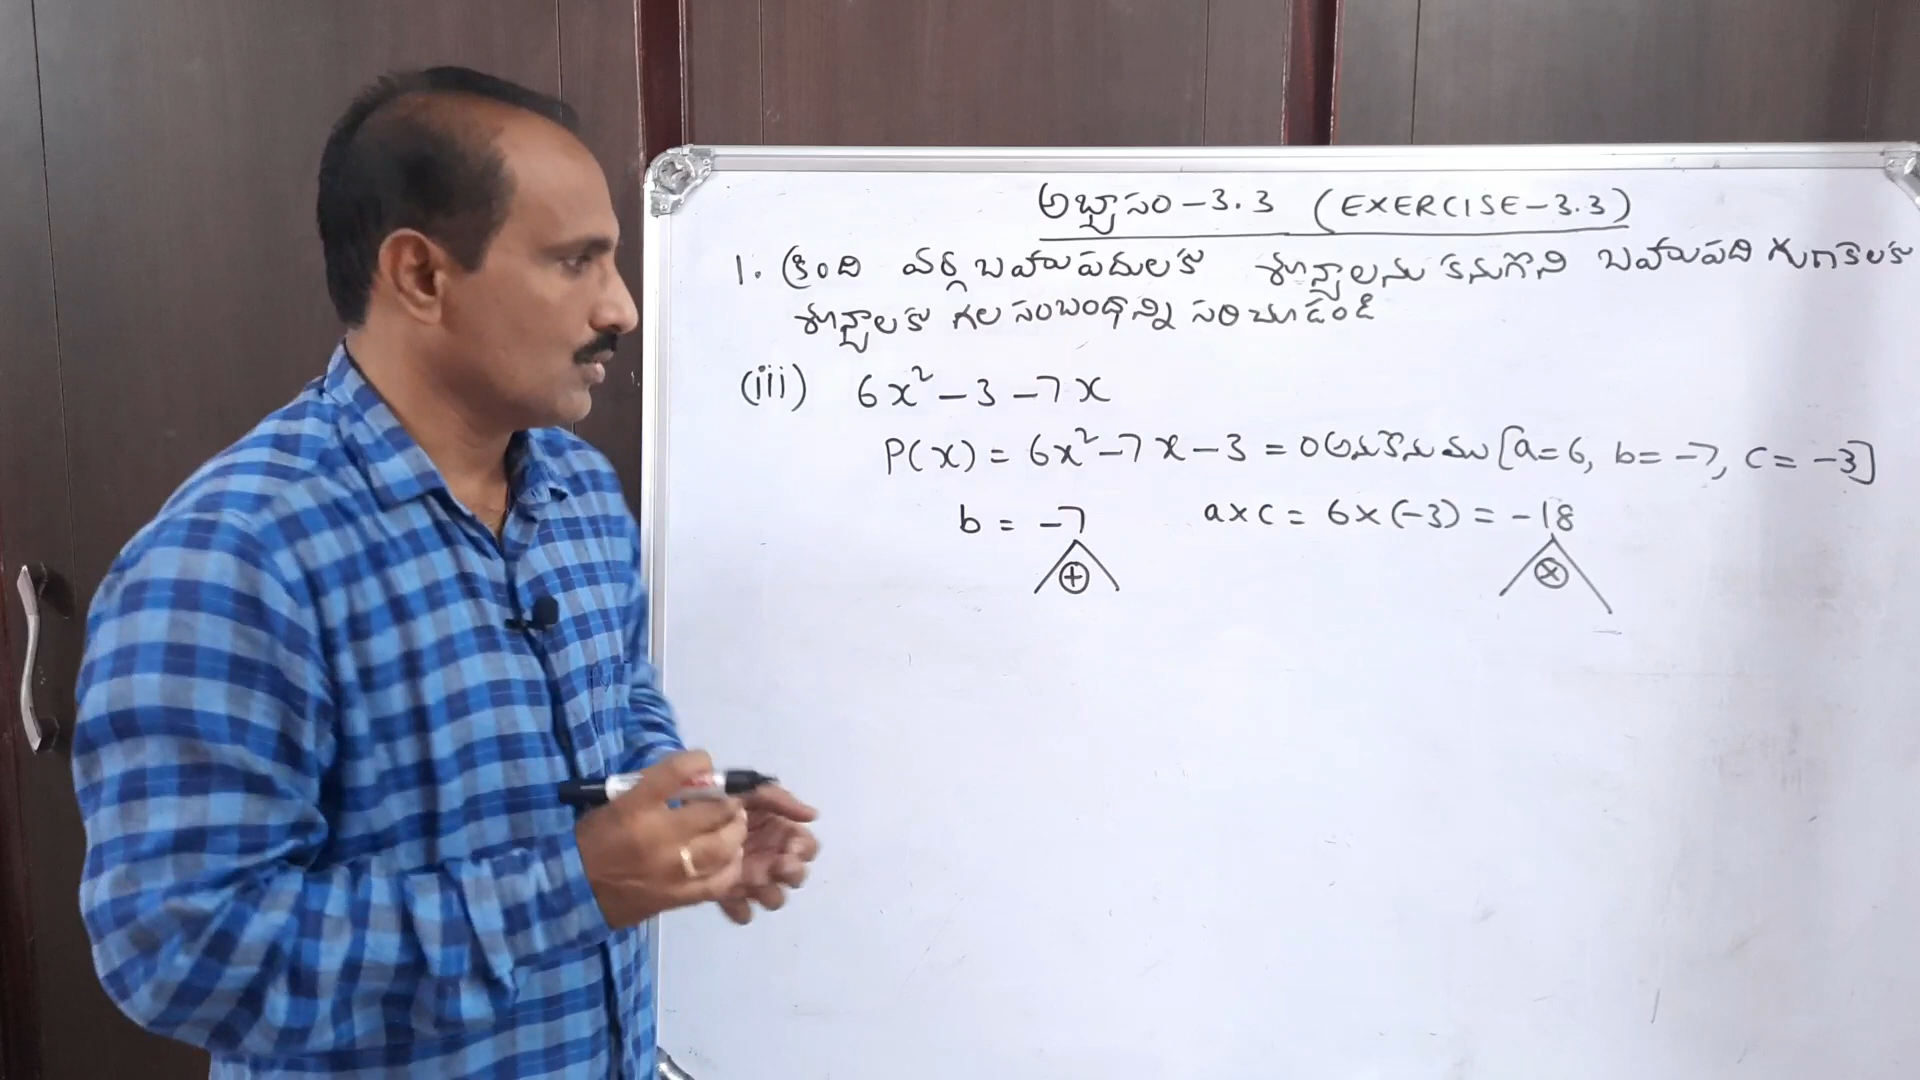 అభ్యాసం-3.3 (EXERCISE-3.3)
1. క్రింది వర్గ బహుపదులకు శూన్యాలను కనుగొని బహుపది గుణకాలకు
శూన్యాలకు గల సంబంధాన్ని సరిచూడండి
(iii) 6x² - 3 - 7x
P(x) = 6x² - 7x - 3 = 0 అనుకొనుము [a=6, b= -7, c= -3]
b = -7 a×c = 6×(-3) = -18
⊕ ⊗